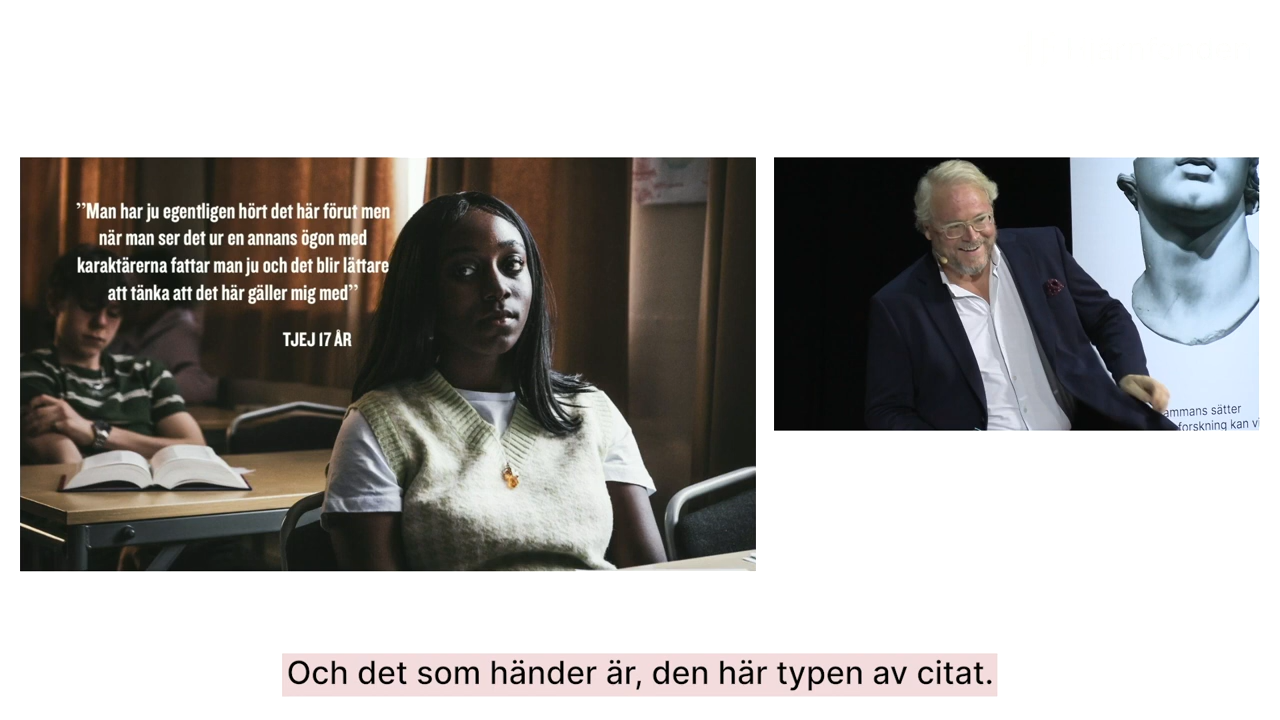 ”Man har ju egentligen hört det här förut men
när man ser det ur en annans ögon med
karaktärerna fattar man ju och det blir lättare
att tänka att det här gäller mig med”
TJEJ 17 ÅR
ammans sätter
forskning kan v
Och det som händer är, den här typen av citat.